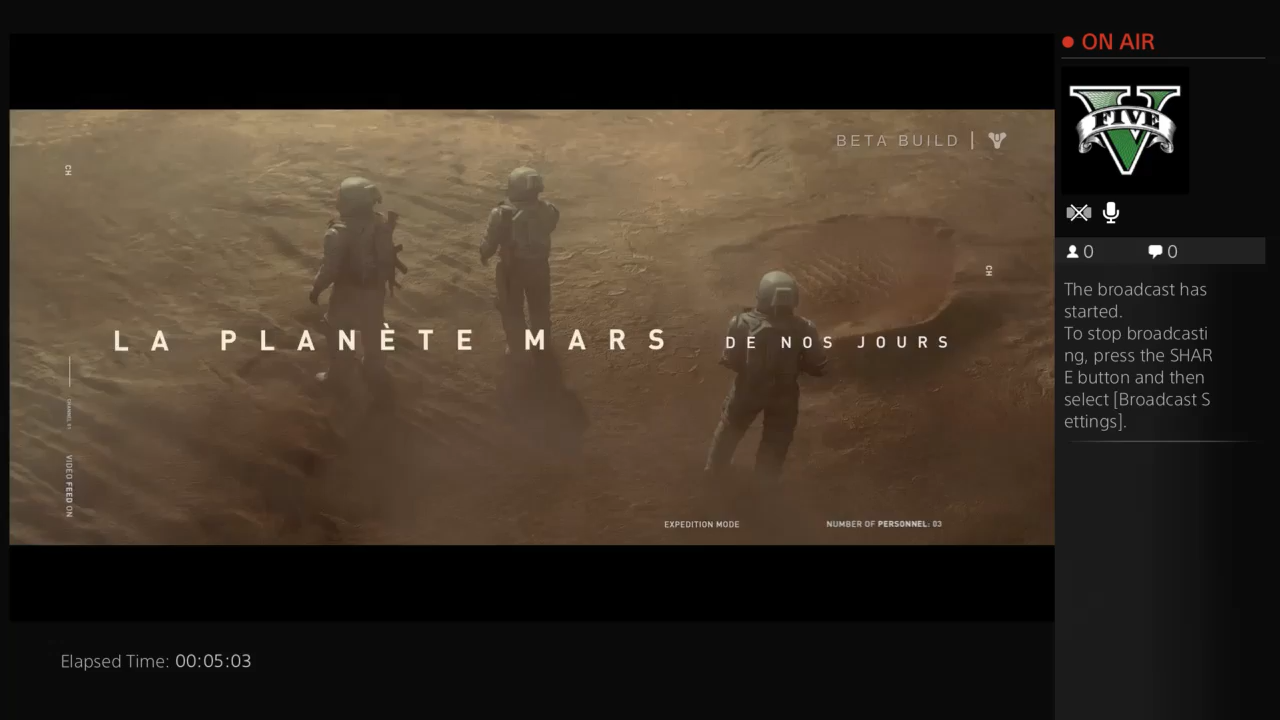 ON AIR
FIVE
0 0
The broadcast has
started.
To stop broadcasti
ng, press the SHAR
E button and then
select [Broadcast S
ettings].
BETA BUILD
CH
CH
LA PLANÈTE MARS DE NOS JOURS
VIDEO FEED ON
EXPEDITION MODE NUMBER OF PERSONNEL: 03
Elapsed Time: 00:05:03